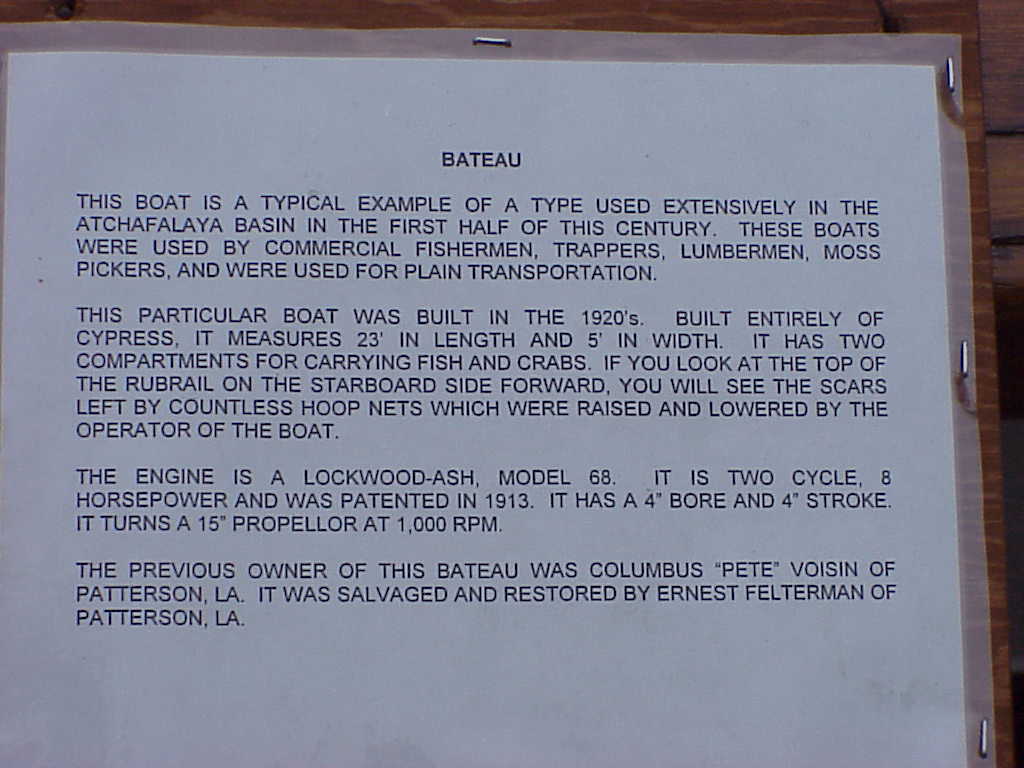 BATEAU
THIS BOAT IS A TYPICAL EXAMPLE OF A TYPE USED EXTENSIVELY IN THE
ATCHAFALAYA BASIN IN THE FIRST HALF OF THIS CENTURY. THESE BOATS
WERE USED BY COMMERCIAL FISHERMEN, TRAPPERS, LUMBERMEN, MOSS
PICKERS, AND WERE USED FOR PLAIN TRANSPORTATION.
THIS PARTICULAR BOAT WAS BUILT IN THE 1920's. BUILT ENTIRELY OF
CYPRESS, IT MEASURES 23' IN LENGTH AND 5' IN WIDTH. IT HAS TWO
COMPARTMENTS FOR CARRYING FISH AND CRABS. IF YOU LOOK AT THE TOP OF
THE RUBRAIL ON THE STARBOARD SIDE FORWARD, YOU WILL SEE THE SCARS
LEFT BY COUNTLESS HOOP NETS WHICH WERE RAISED AND LOWERED BY THE
OPERATOR OF THE BOAT.
THE ENGINE IS A LOCKWOOD-ASH, MODEL 68. IT IS TWO CYCLE, 8
HORSEPOWER AND WAS PATENTED IN 1913. IT HAS A 4” BORE AND 4” STROKE.
IT TURNS A 15” PROPELLOR AT 1,000 RPM.
THE PREVIOUS OWNER OF THIS BATEAU WAS COLUMBUS “PETE” VOISIN OF
PATTERSON, LA. IT WAS SALVAGED AND RESTORED BY ERNEST FELTERMAN OF
PATTERSON, LA.